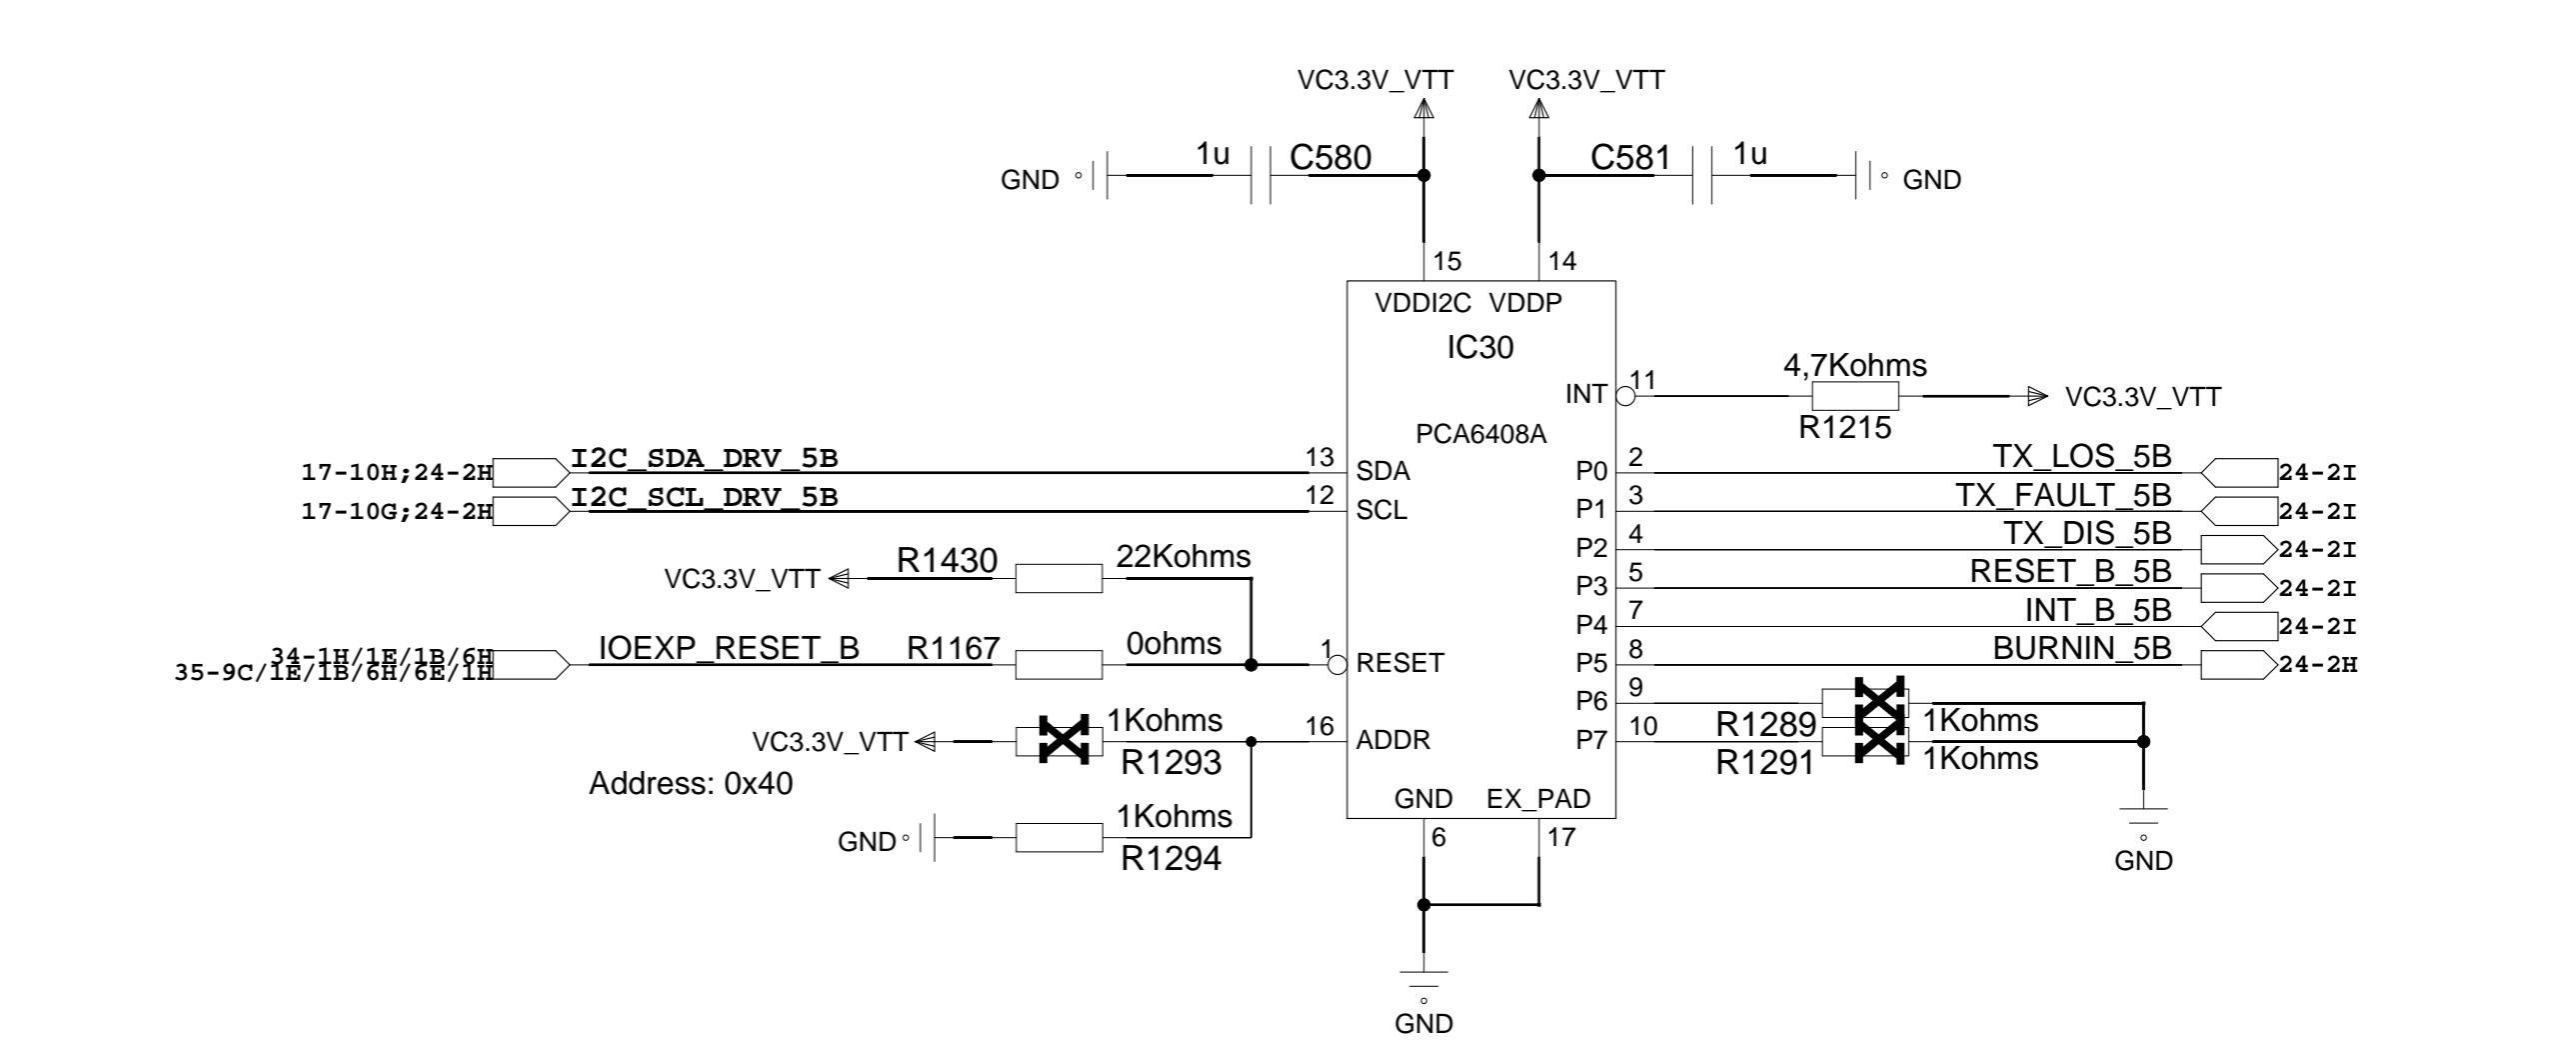 VC3.3V_VTT VC3.3V_VTT
GND 1u C580 C581 1u GND
15 14
VDDI2C VDDP
IC30
4,7Kohms
INT 11 VC3.3V_VTT
R1215
PCA6408A
17-10H;24-2H I2C_SDA_DRV_5B 13 SDA P0 2 TX_LOS_5B 24-2I
17-10G;24-2H I2C_SCL_DRV_5B 12 SCL P1 3 TX_FAULT_5B 24-2I
P2 4 TX_DIS_5B 24-2I
VC3.3V_VTT R1430 22Kohms P3 5 RESET_B_5B 24-2I
P4 7 INT_B_5B 24-2I
34-1H/1E/1B/6H
35-9C/1E/1B/6H/6E/1H IOEXP_RESET_B R1167 0ohms 1 RESET P5 8 BURNIN_5B 24-2H
P6 9 R1289 1Kohms
VC3.3V_VTT 1Kohms 16 ADDR P7 10 R1291 1Kohms
R1293
Address: 0x40
GND EX_PAD
GND 1Kohms 6 17
R1294
GND
GND